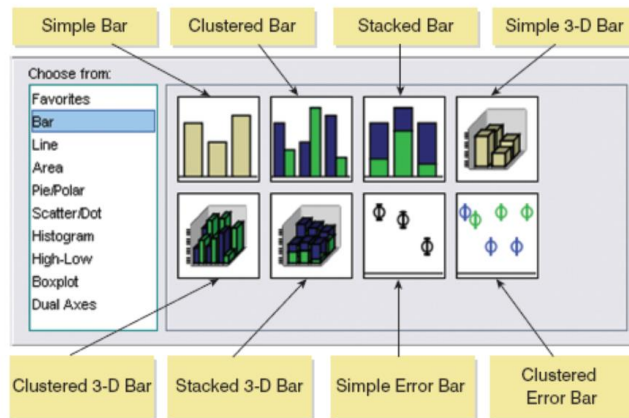 Simple Bar
Clustered Bar
Stacked Bar
Simple 3-D Bar
Choose from:
Favorites
Bar
Line
Area
Pie/Polar
Scatter/Dot
Histogram
High-Low
Boxplot
Dual Axes
Clustered 3-D Bar
Stacked 3-D Bar
Simple Error Bar
Clustered
Error Bar